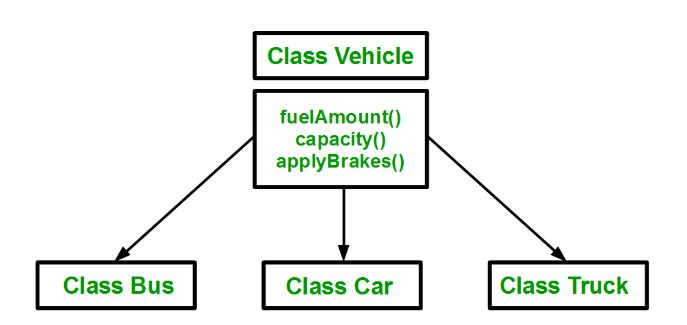 Class Vehicle
fuelAmount()
capacity()
applyBrakes()
Class Bus
Class Car
Class Truck